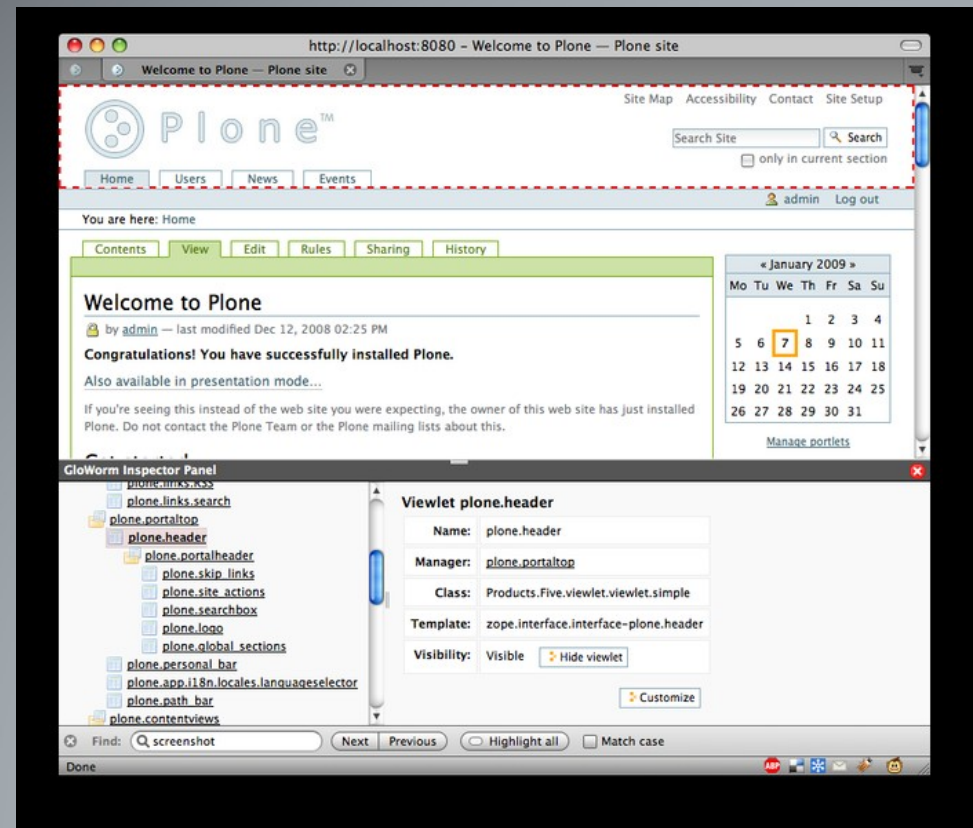 http://localhost:8080 – Welcome to Plone — Plone site
Welcome to Plone — Plone site
Site Map Accessibility Contact Site Setup
Plone™
Search Site Search
only in current section
Home Users News Events
admin Log out
You are here: Home
Contents View Edit Rules Sharing History
Welcome to Plone
by admin — last modified Dec 12, 2008 02:25 PM
Congratulations! You have successfully installed Plone.
Also available in presentation mode...
If you're seeing this instead of the web site you were expecting, the owner of this web site has just installed
Plone. Do not contact the Plone Team or the Plone mailing lists about this.
« January 2009 »
Mo Tu We Th Fr Sa Su
1 2 3 4
5 6 7 8 9 10 11
12 13 14 15 16 17 18
19 20 21 22 23 24 25
26 27 28 29 30 31
Manage portlets
GloWorm Inspector Panel
plone.links.RSS
plone.links.search
plone.portaltop
plone.header
plone.portalheader
plone.skip_links
plone.site_actions
plone.searchbox
plone.logo
plone.global_sections
plone.personal_bar
plone.app.i18n.locales.languageselector
plone.path_bar
plone.contentviews
Viewlet plone.header
Name: plone.header
Manager: plone.portaltop
Class: Products.Five.viewlet.viewlet.simple
Template: zope.interface.interface-plone.header
Visibility: Visible Hide viewlet
Customize
Find: screenshot Next Previous Highlight all Match case
Done
ABP